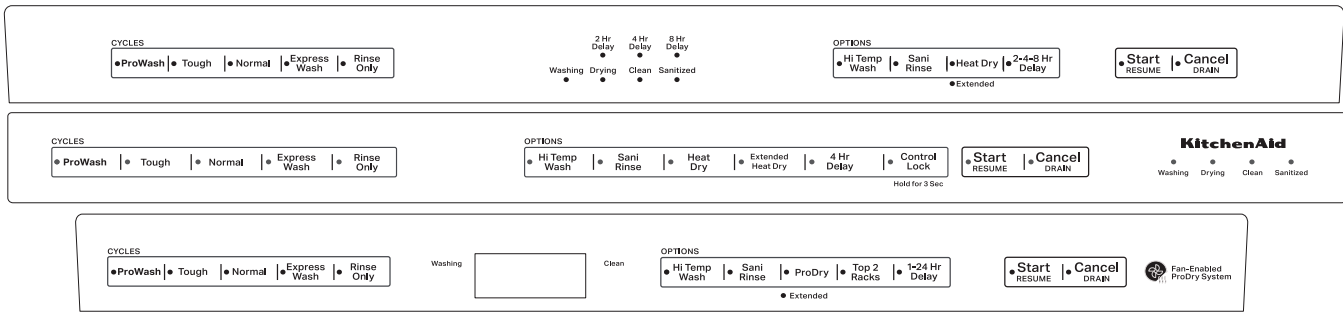 CYCLES
ProWash Tough Normal Express Wash Rinse Only
2 Hr Delay 4 Hr Delay 8 Hr Delay
Washing Drying Clean Sanitized
OPTIONS
Hi Temp Wash Sani Rinse Heat Dry 2-4-8 Hr Delay
Extended
Start RESUME Cancel DRAIN
CYCLES
ProWash Tough Normal Express Wash Rinse Only
OPTIONS
Hi Temp Wash Sani Rinse Heat Dry Extended Heat Dry 4 Hr Delay Control Lock
Hold for 3 Sec
Start RESUME Cancel DRAIN
KitchenAid
Washing Drying Clean Sanitized
CYCLES
ProWash Tough Normal Express Wash Rinse Only
Washing Clean
OPTIONS
Hi Temp Wash Sani Rinse ProDry Top 2 Racks 1-24 Hr Delay
Extended
Start RESUME Cancel DRAIN
Fan-Enabled
ProDry System